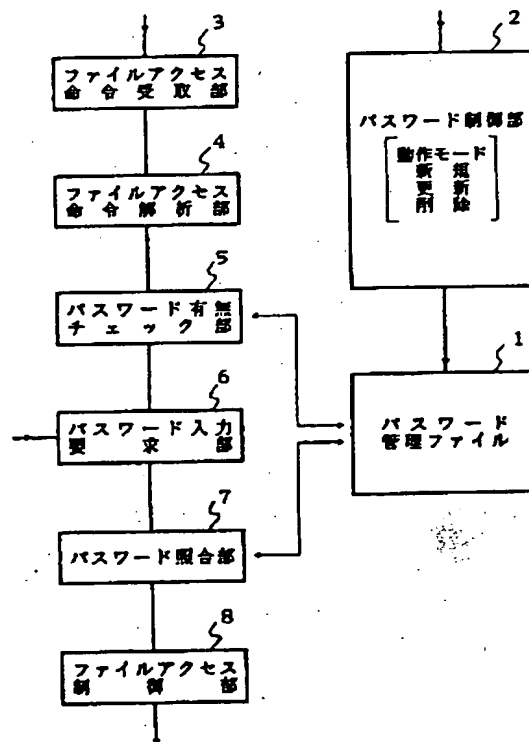 3
ファイルアクセス
命令受取部
4
ファイルアクセス
命令解析部
5
パスワード有無
チェック部
6
パスワード入力
要求部
7
パスワード照合部
8
ファイルアクセス
制御部
2
パスワード制御部
動作モード
新規
更新
削除
1
パスワード
管理ファイル